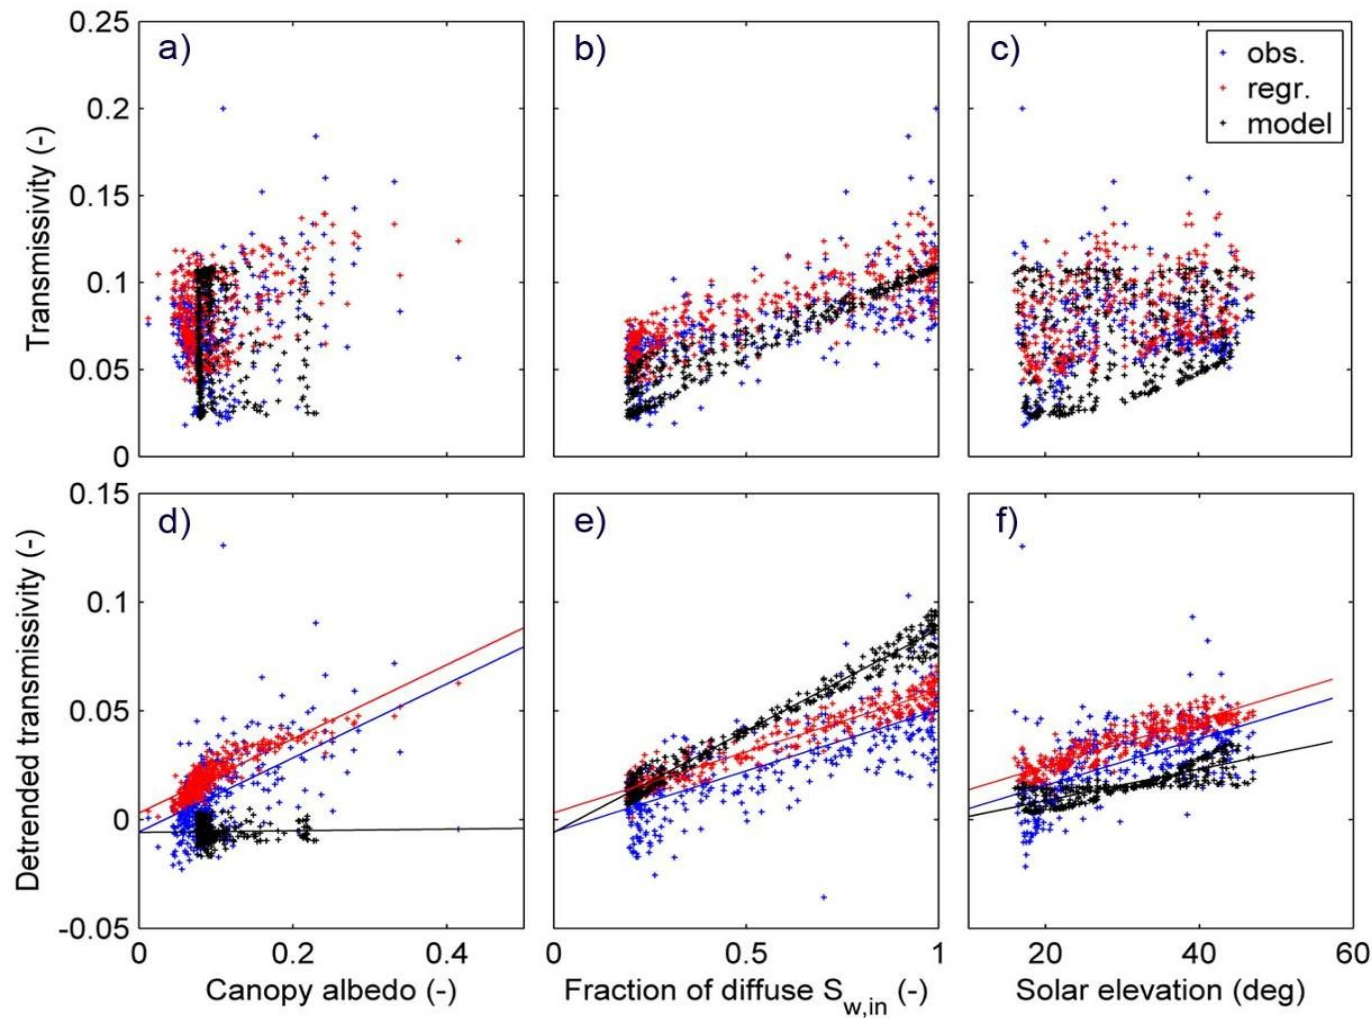 a)
b)
c)
obs.
regr.
model
0.25
0.2
0.15
0.1
0.05
0
Transmissivity (-)
d)
e)
f)
0.15
0.1
0.05
0
-0.05
Detrended transmissivity (-)
0 0.2 0.4
0 0.5 1
20 40 60
Canopy albedo (-)
Fraction of diffuse S_w,in (-)
Solar elevation (deg)